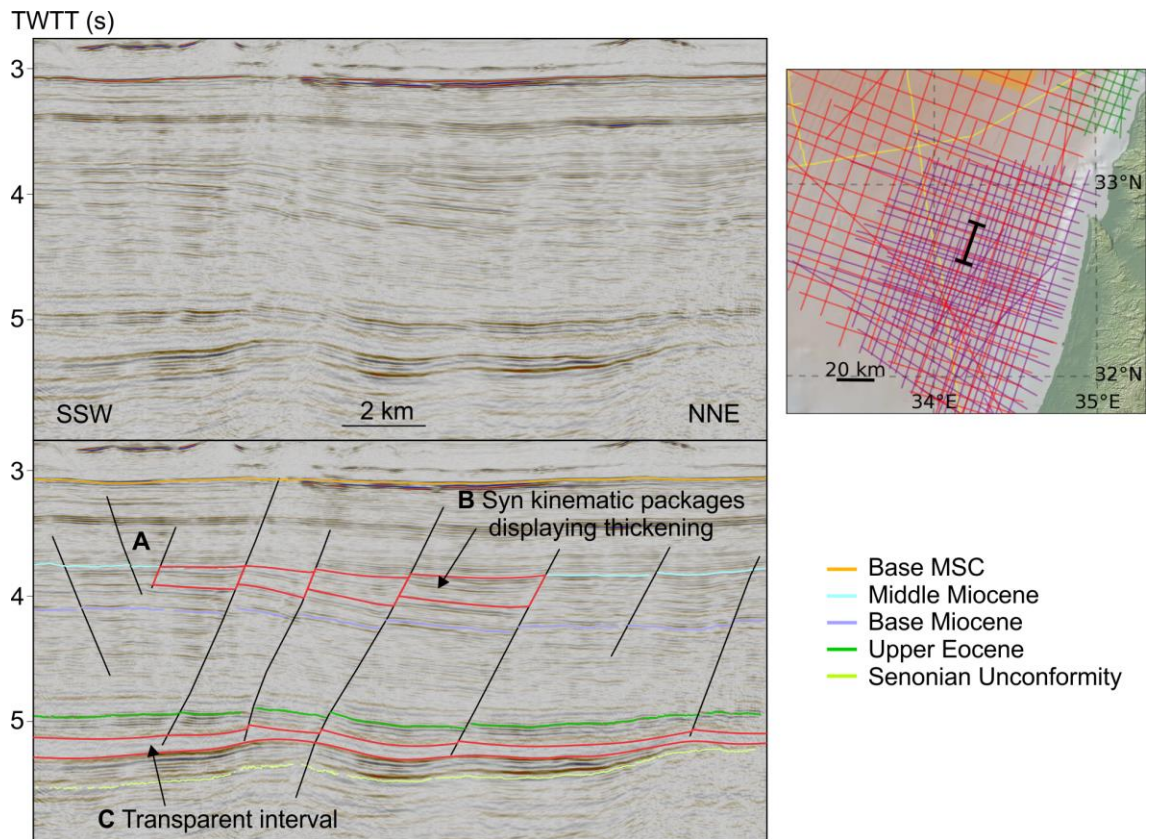 TWTT (s)
3
4
5
SSW
2 km
NNE
33°N
20 km
32°N
34°E
35°E
3
A
B Syn kinematic packages
displaying thickening
4
5
C Transparent interval
Base MSC
Middle Miocene
Base Miocene
Upper Eocene
Senonian Unconformity